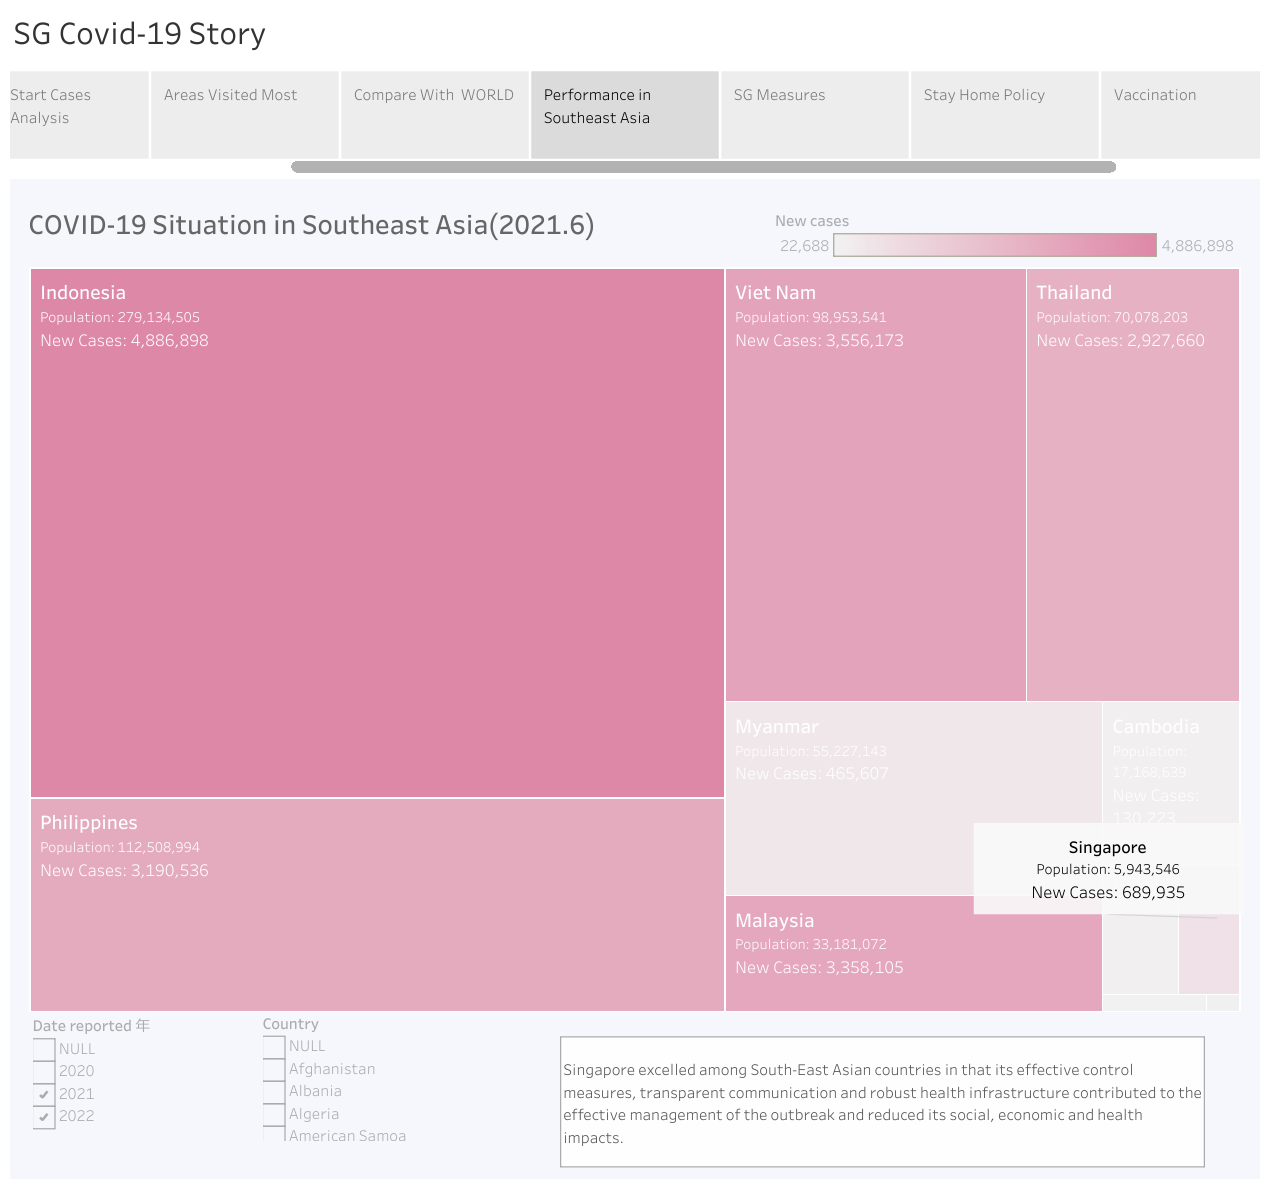 SG Covid-19 Story
Start Cases
Analysis
Areas Visited Most
Compare With  WORLD
Performance in
Southeast Asia
SG Measures
Stay Home Policy
Vaccination
COVID-19 Situation in Southeast Asia(2021.6)
New cases
22,688
4,886,898
Indonesia
Population: 279,134,505
New Cases: 4,886,898
Viet Nam
Population: 98,953,541
New Cases: 3,556,173
Thailand
Population: 70,078,203
New Cases: 2,927,660
Myanmar
Population: 55,227,143
New Cases: 465,607
Cambodia
Population:
17,168,639
New Cases:
130,223
Philippines
Population: 112,508,994
New Cases: 3,190,536
Singapore
Population: 5,943,546
New Cases: 689,935
Malaysia
Population: 33,181,072
New Cases: 3,358,105
Date reported 年
NULL
2020
2021
2022
Country
NULL
Afghanistan
Albania
Algeria
American Samoa
Singapore excelled among South-East Asian countries in that its effective control
measures, transparent communication and robust health infrastructure contributed to the
effective management of the outbreak and reduced its social, economic and health
impacts.